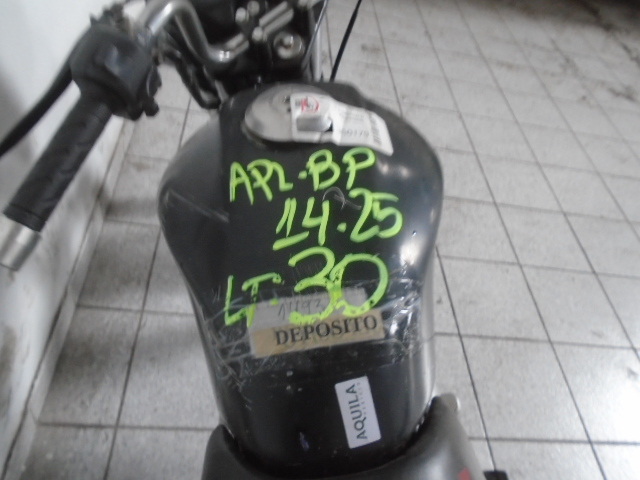 APL.BP
14.25
LT.30
DEPOSITO
AQUILA